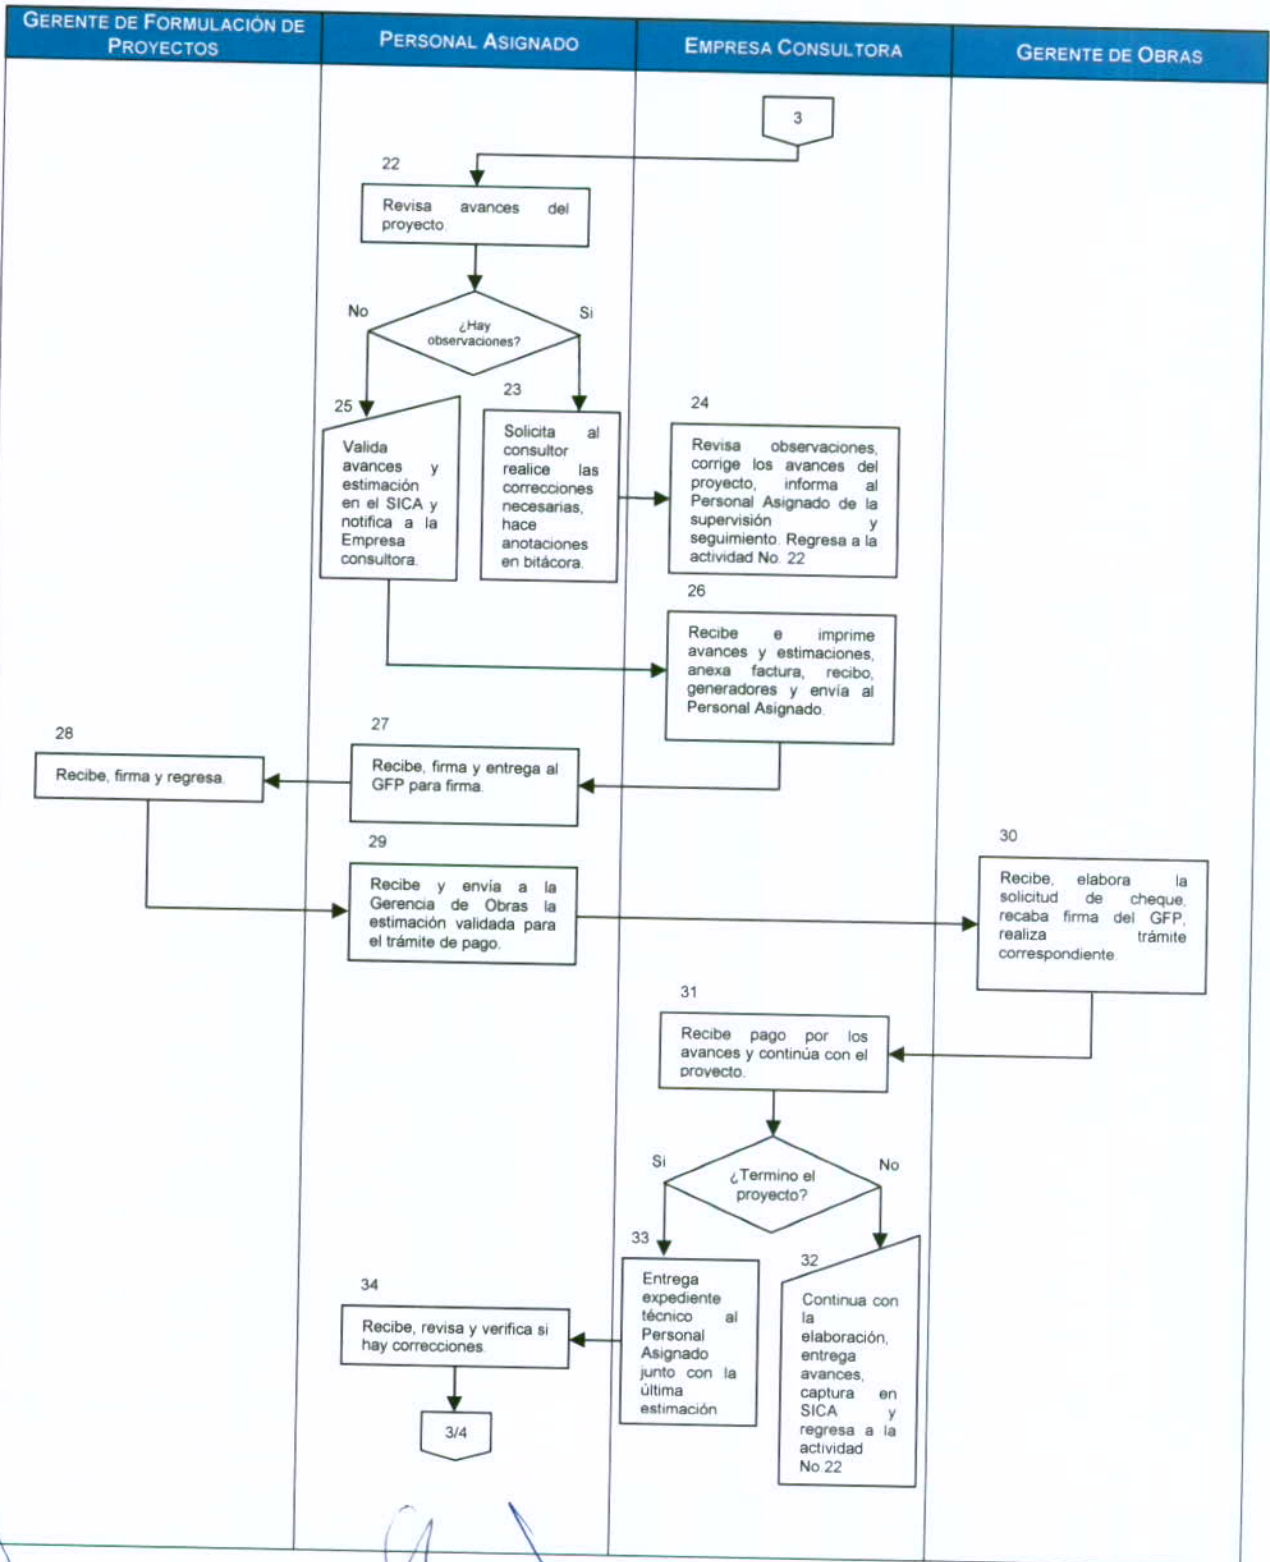 GERENTE DE FORMULACIÓN DE
PROYECTOS
PERSONAL ASIGNADO
EMPRESA CONSULTORA
GERENTE DE OBRAS
3
22
Revisa avances del
proyecto.
No
¿Hay
observaciones?
Si
25
Valida
avances y
estimación
en el SICA y
notifica a la
Empresa
consultora.
23
Solicita al
consultor
realice las
correcciones
necesarias,
hace
anotaciones
en bitácora.
24
Revisa observaciones,
corrige los avances del
proyecto, informa al
Personal Asignado de la
supervisión y
seguimiento. Regresa a la
actividad No. 22
26
Recibe e imprime
avances y estimaciones,
anexa factura, recibo,
generadores y envía al
Personal Asignado.
28
Recibe, firma y regresa.
27
Recibe, firma y entrega al
GFP para firma.
29
Recibe y envía a la
Gerencia de Obras la
estimación validada para
el trámite de pago.
30
Recibe, elabora la
solicitud de cheque,
recaba firma del GFP,
realiza trámite
correspondiente.
31
Recibe pago por los
avances y continúa con el
proyecto.
Si
¿Termino el
proyecto?
No
33
Entrega
expediente
técnico al
Personal
Asignado
junto con la
última
estimación
32
Continua con
la
elaboración,
entrega
avances,
captura en
SICA y
regresa a la
actividad
No.22
34
Recibe, revisa y verifica si
hay correcciones.
3/4